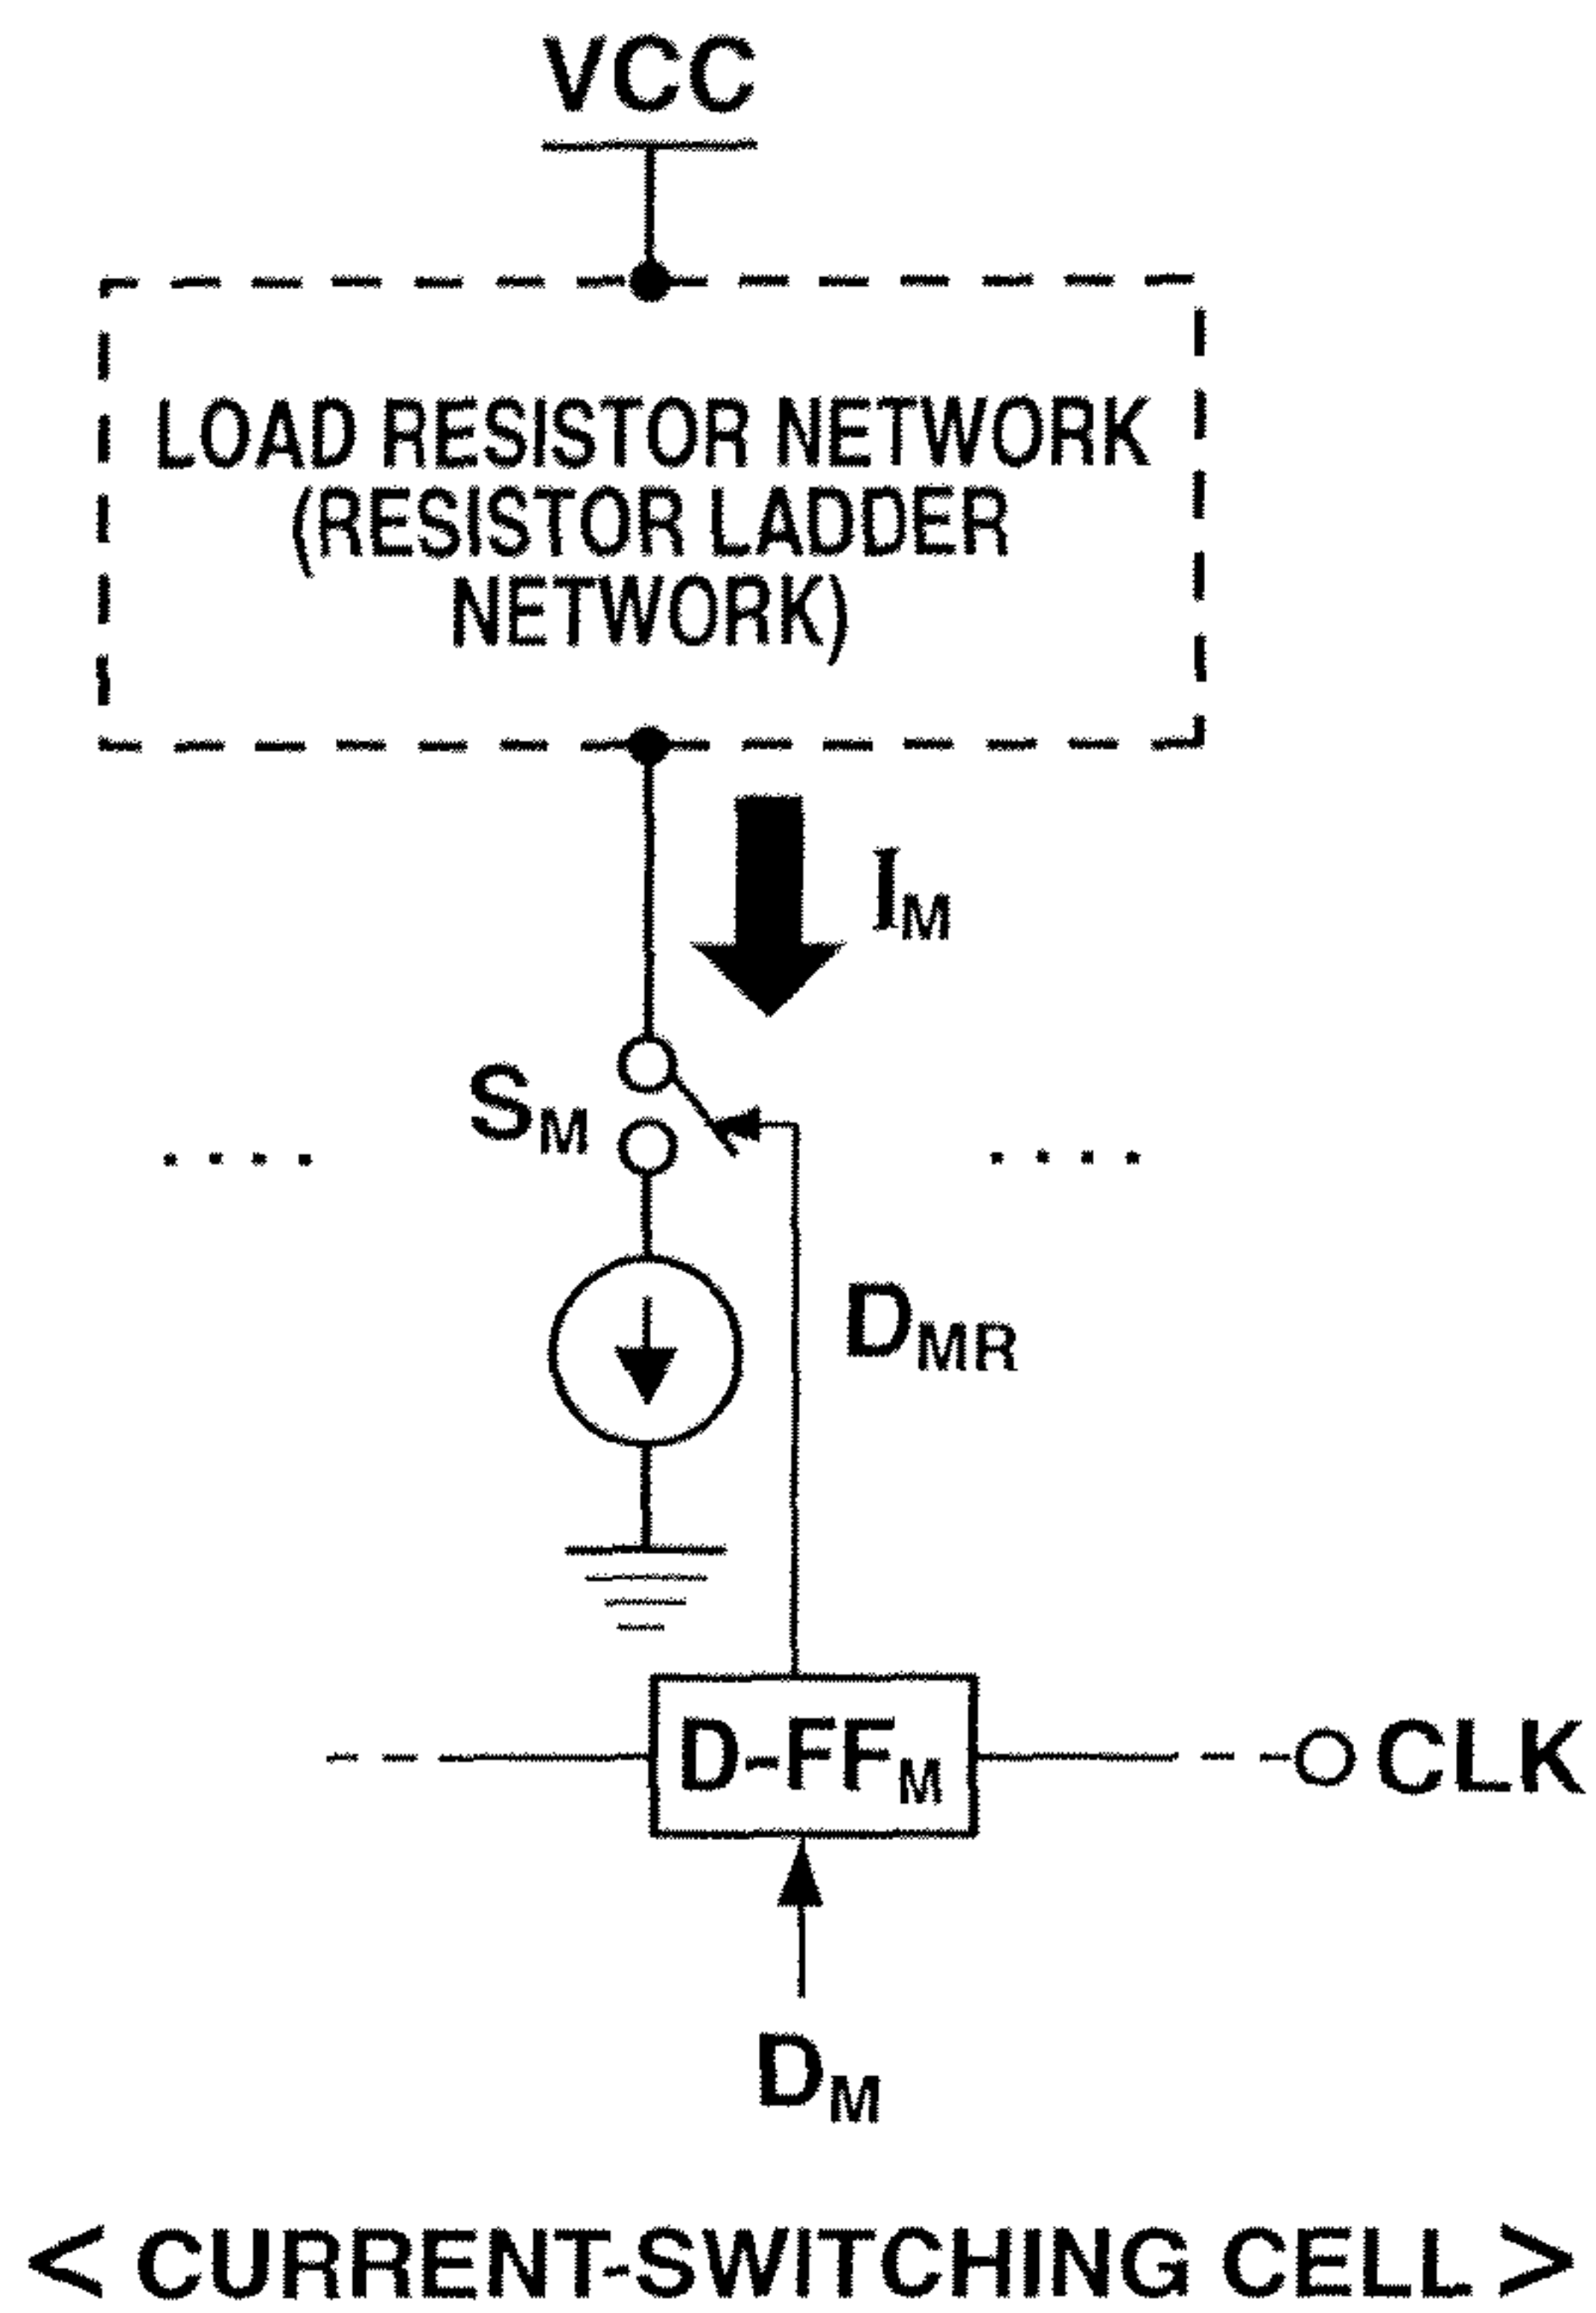 VCC
LOAD RESISTOR NETWORK
(RESISTOR LADDER
NETWORK)
IM
SM
.... ....
DMR
D-FFM
CLK
DM
< CURRENT-SWITCHING CELL >